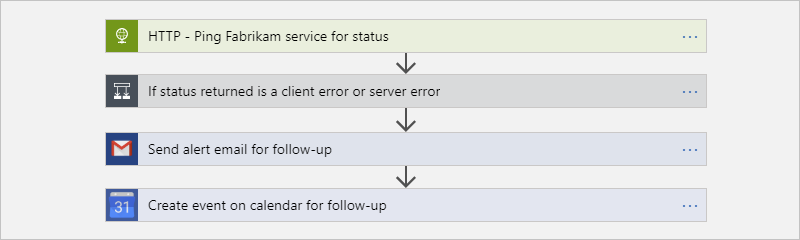 HTTP - Ping Fabrikam service for status
If status returned is a client error or server error
Send alert email for follow-up
31
Create event on calendar for follow-up